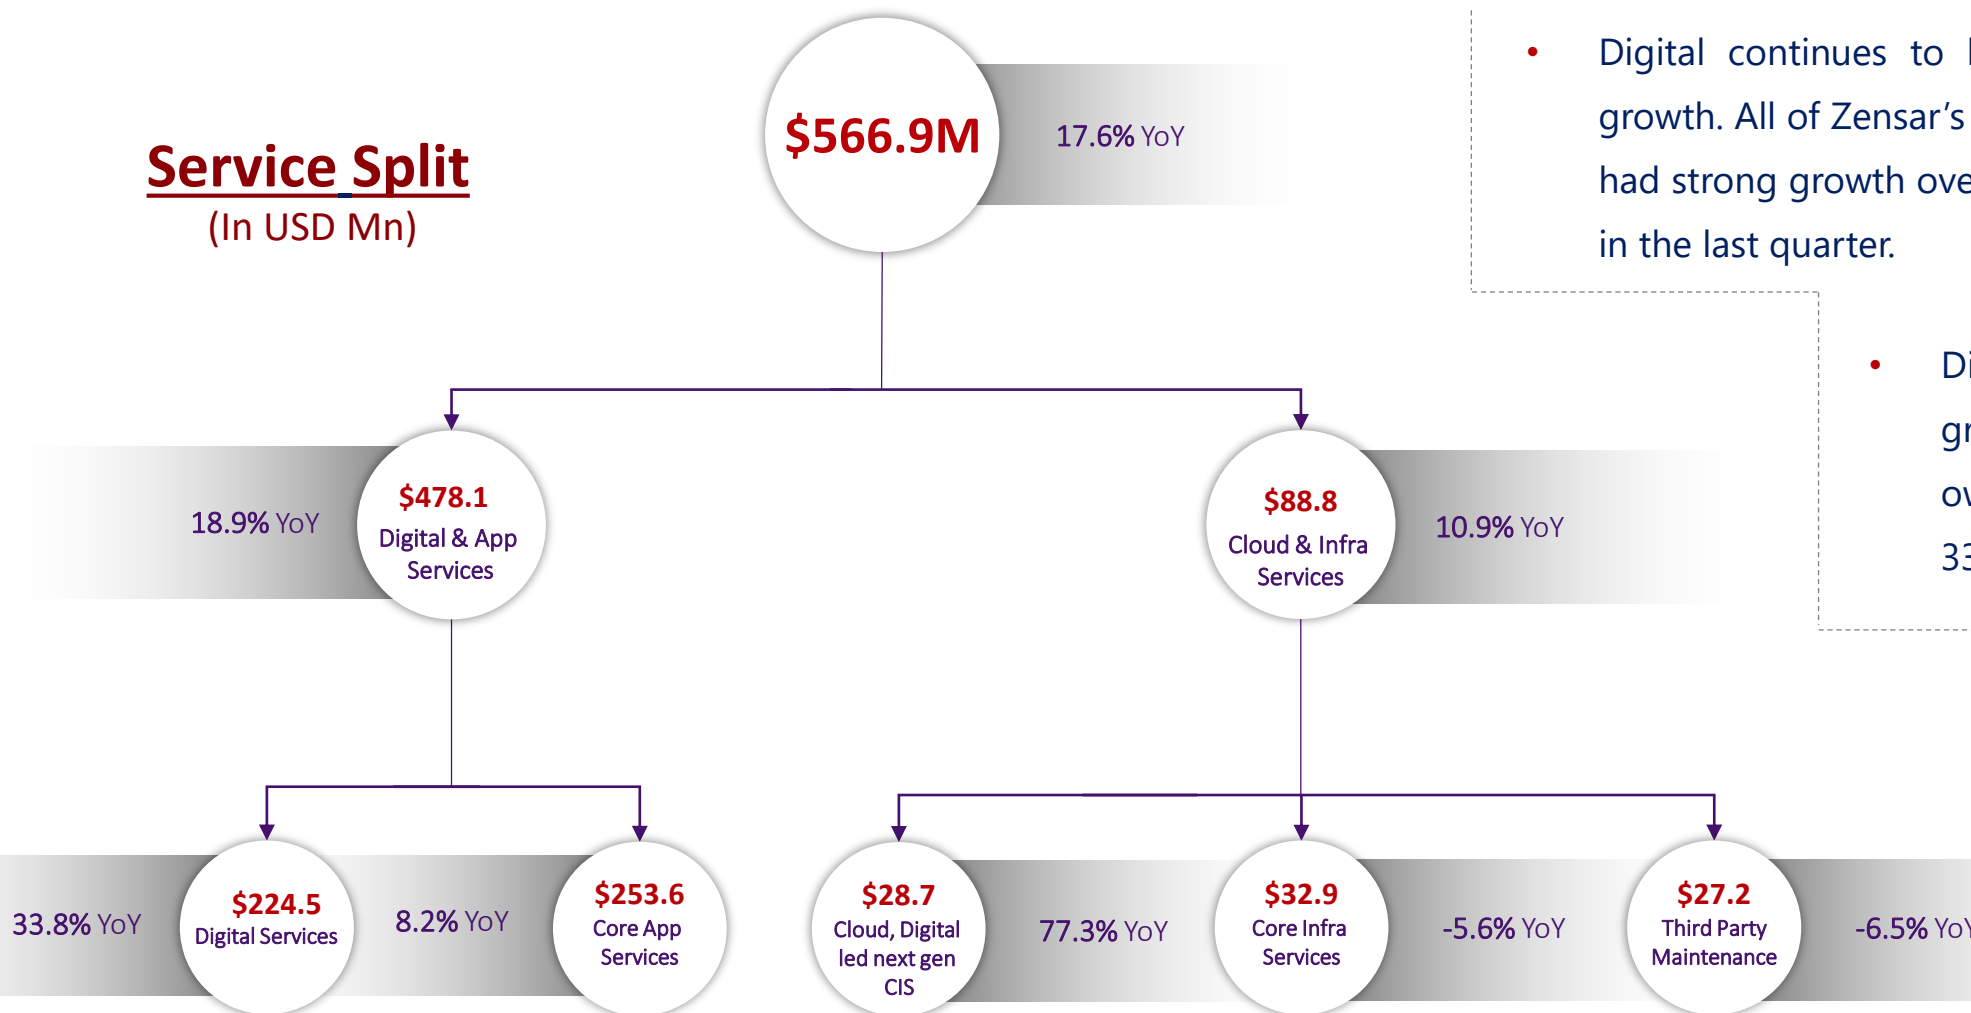 Service Split
(In USD Mn)
$566.9M
17.6% YoY
• Digital continues to
growth. All of Zensar’s
had strong growth
in the last quarter.
•
18.9% YoY
$478.1
Digital & App
Services
$88.8
Cloud & Infra
Services
10.9% YoY
33.8% YoY
$224.5
Digital Services
8.2% YoY
$253.6
Core App
Services
$28.7
Cloud, Digital
led next gen
CIS
77.3% YoY
$32.9
Core Infra
Services
-5.6% YoY
$27.2
Third Party
Maintenance
-6.5% YoY